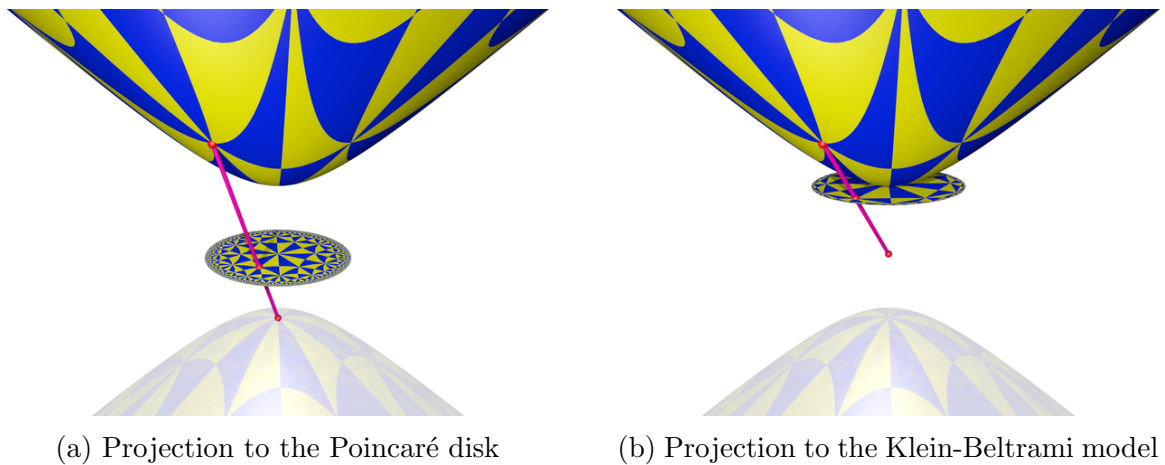 (a) Projection to the Poincaré disk
(b) Projection to the Klein-Beltrami model